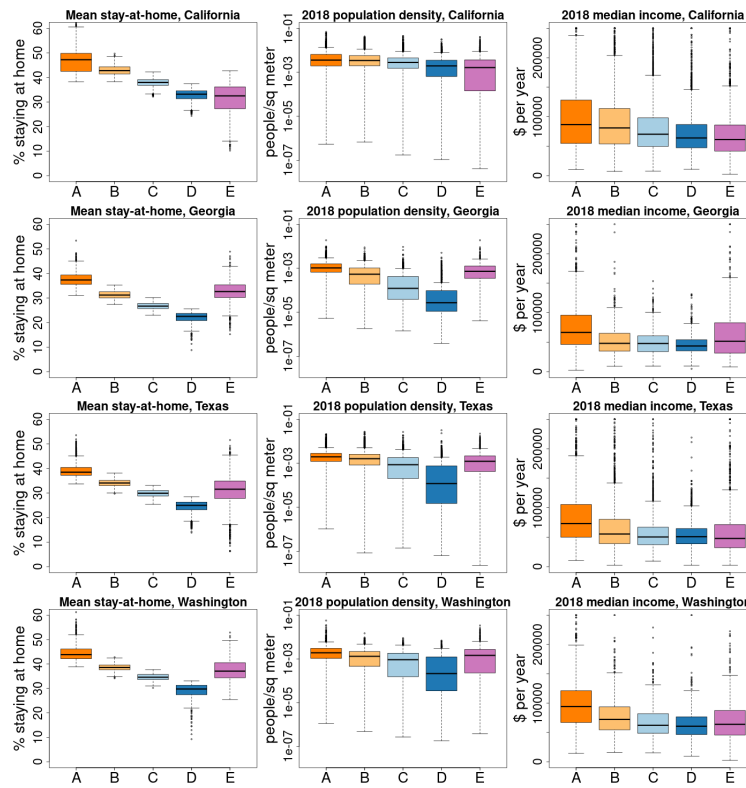 Mean stay-at-home, California
2018 population density, California
2018 median income, California
% staying at home
60
50
40
30
20
10
0
people/sq meter
1e-01
1e-03
1e-05
1e-07
$ per year
200000
100000
0
A B C D E
A B C D E
A B C D E
Mean stay-at-home, Georgia
2018 population density, Georgia
2018 median income, Georgia
% staying at home
60
50
40
30
20
10
0
people/sq meter
1e-01
1e-03
1e-05
1e-07
$ per year
200000
100000
0
A B C D E
A B C D E
A B C D E
Mean stay-at-home, Texas
2018 population density, Texas
2018 median income, Texas
% staying at home
60
50
40
30
20
10
0
people/sq meter
1e-01
1e-03
1e-05
1e-07
$ per year
200000
100000
0
A B C D E
A B C D E
A B C D E
Mean stay-at-home, Washington
2018 population density, Washington
2018 median income, Washington
% staying at home
60
50
40
30
20
10
0
people/sq meter
1e-01
1e-03
1e-05
1e-07
$ per year
200000
100000
0
A B C D E
A B C D E
A B C D E